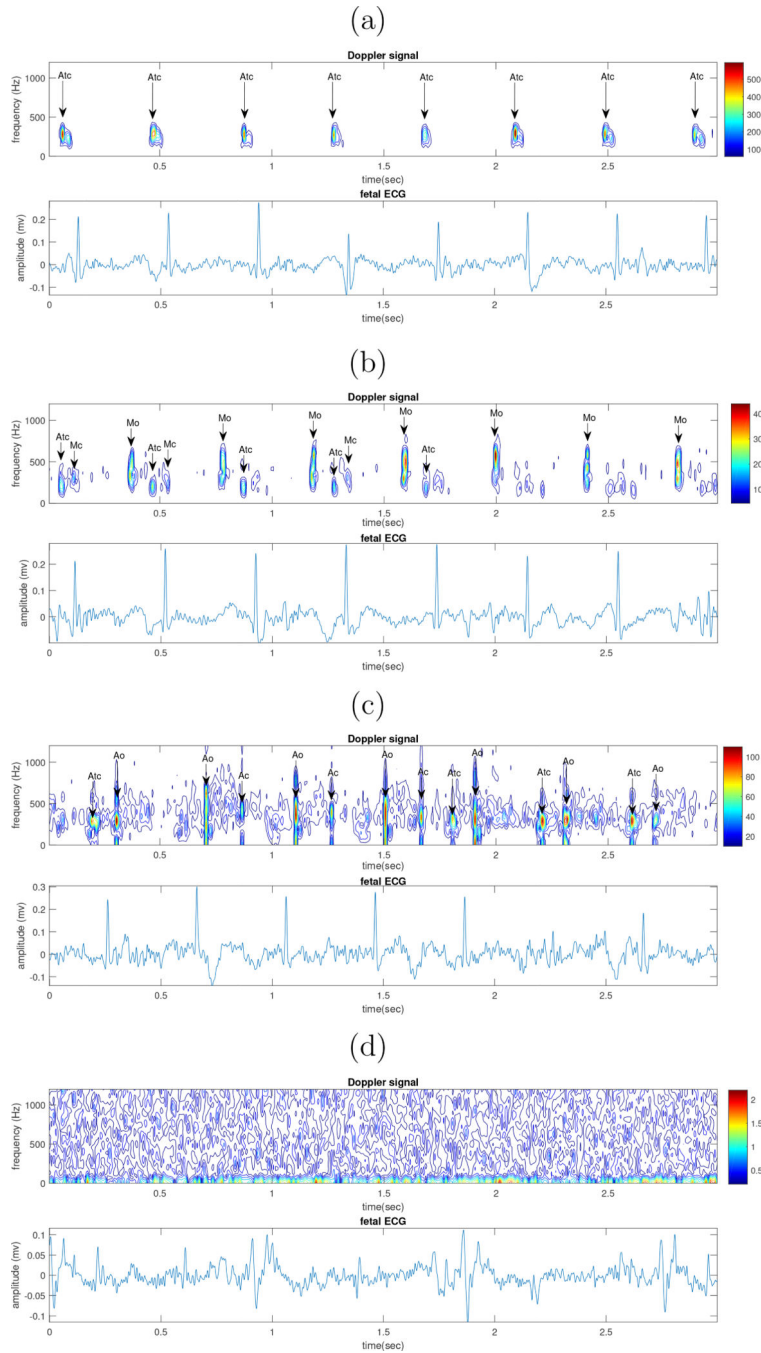 (a)
Doppler signal
Atc Atc Atc Atc Atc Atc Atc Atc
frequency (Hz)
1000
500
0
0.5 1 1.5 2 2.5
time(sec)
500
400
300
200
100
fetal ECG
amplitude (mv)
0.2
0.1
0
-0.1
0 0.5 1 1.5 2 2.5
time(sec)
(b)
Doppler signal
Atc Mc Mo Atc Mc Mo Atc Mo Atc Mc Mo Atc Mo Mo Mo
frequency (Hz)
1000
500
0
0.5 1 1.5 2 2.5
time(sec)
40
30
20
10
fetal ECG
amplitude (mv)
0.2
0.1
0
0 0.5 1 1.5 2 2.5
time(sec)
(c)
Doppler signal
Atc Ao Ao Ac Ao Ac Ao Ac Atc Ao Atc Ao Atc Ao
frequency (Hz)
1000
500
0
0.5 1 1.5 2 2.5
time(sec)
100
80
60
40
20
fetal ECG
amplitude (mv)
0.3
0.2
0.1
0
-0.1
0 0.5 1 1.5 2 2.5
time(sec)
(d)
Doppler signal
frequency (Hz)
1000
500
0
0.5 1 1.5 2 2.5
time(sec)
2
1.5
1
0.5
fetal ECG
amplitude (mv)
0.1
0.05
0
-0.05
-0.1
0 0.5 1 1.5 2 2.5
time(sec)